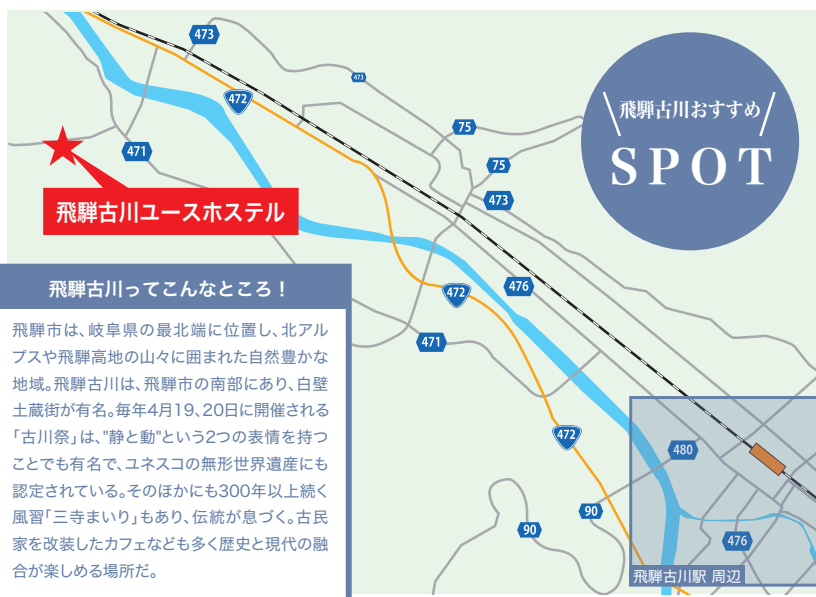 473
472
473
75
471
75
473
飛騨古川おすすめ
SPOT
飛騨古川ユースホステル
476
472
471
472
480
90
90
476
飛騨古川駅 周辺
飛騨古川ってこんなところ!
飛騨市は、岐阜県の最北端に位置し、北アル
プスや飛騨高地の山々に囲まれた自然豊かな
地域。飛騨古川は、飛騨市の南部にあり、白壁
土蔵街が有名。毎年4月19、20日に開催される
「古川祭」は、"静と動"という2つの表情を持つ
ことでも有名で、ユネスコの無形世界遺産にも
認定されている。そのほかにも300年以上続く
風習「三寺まいり」もあり、伝統が息づく。古民
家を改装したカフェなども多く歴史と現代の融
合が楽しめる場所だ。